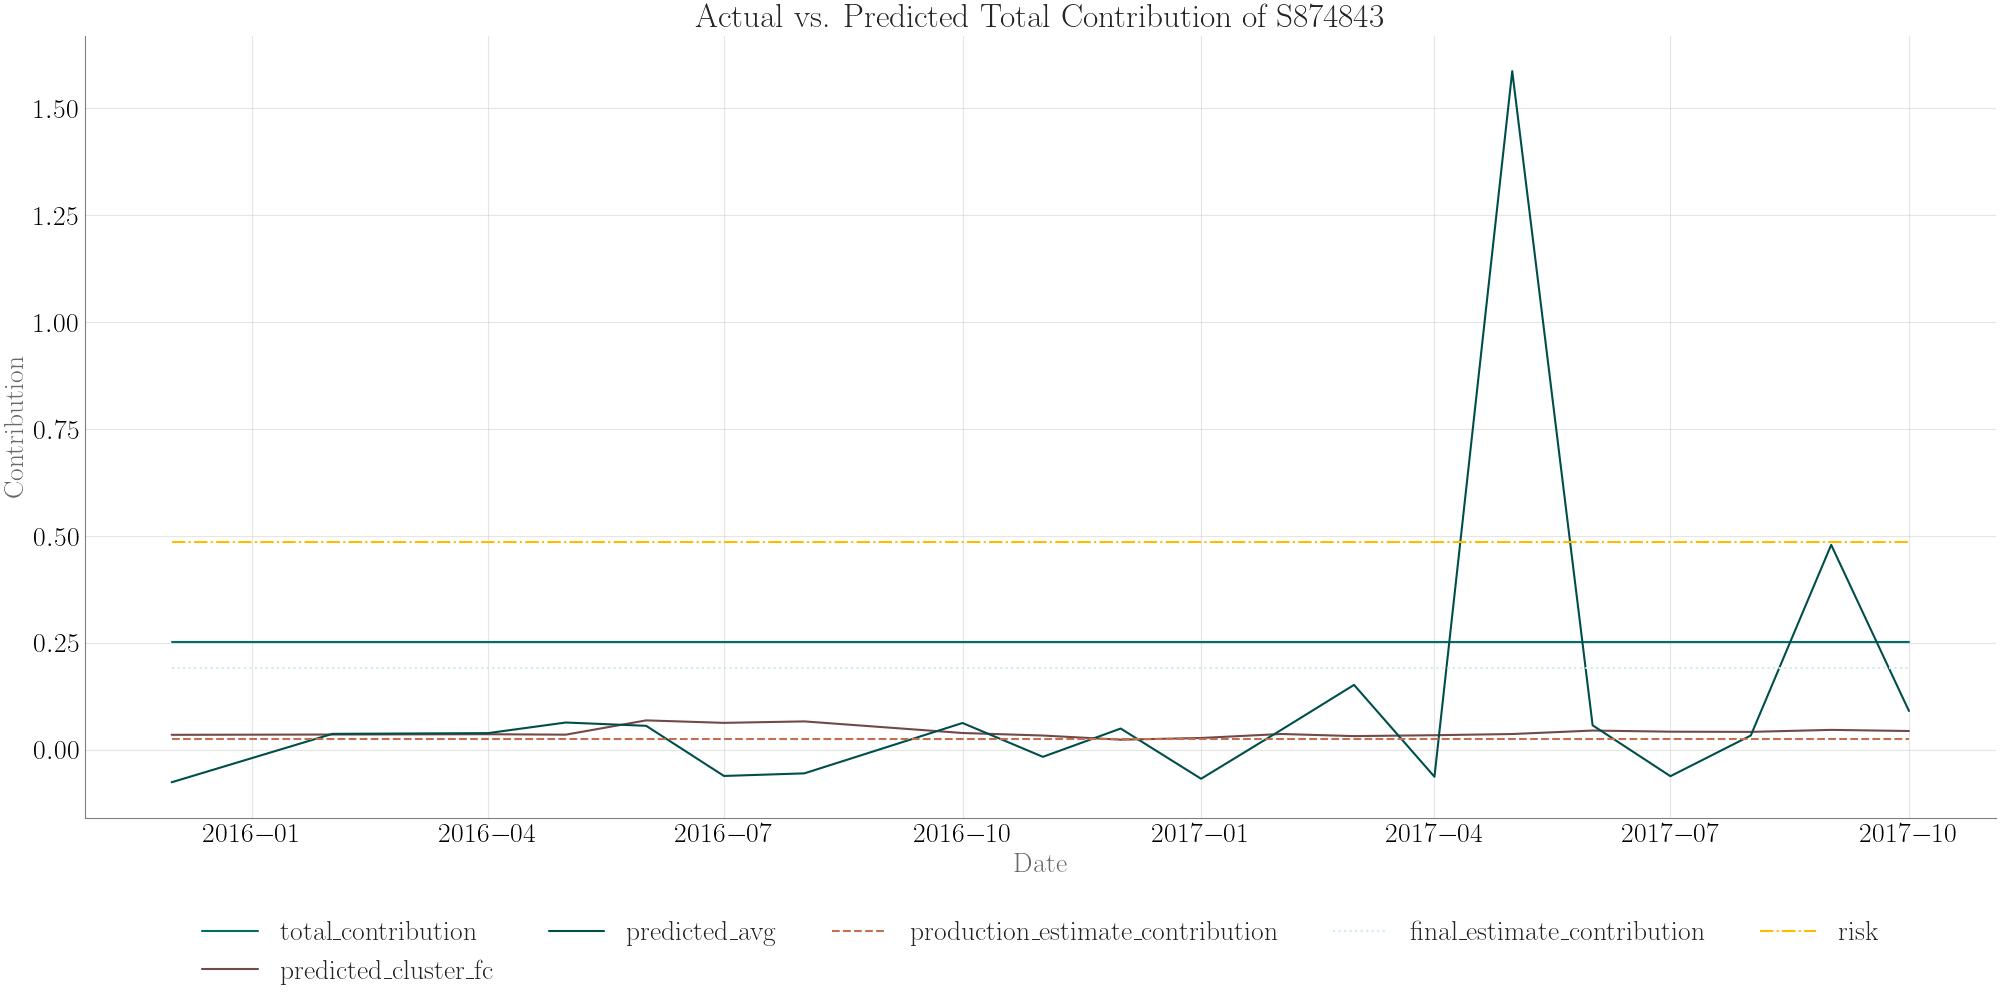 Actual vs. Predicted Total Contribution of S874843
Contribution
1.50
1.25
1.00
0.75
0.50
0.25
0.00
2016–01 2016–04 2016–07 2016–10 2017–01 2017–04 2017–07 2017–10
Date
total_contribution predicted_avg production_estimate_contribution final_estimate_contribution risk
predicted_cluster_fc